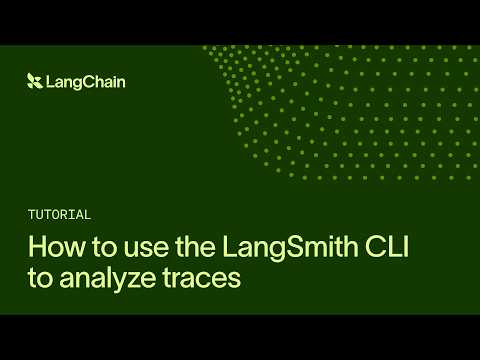 LangChain
TUTORIAL
How to use the LangSmith CLI
to analyze traces